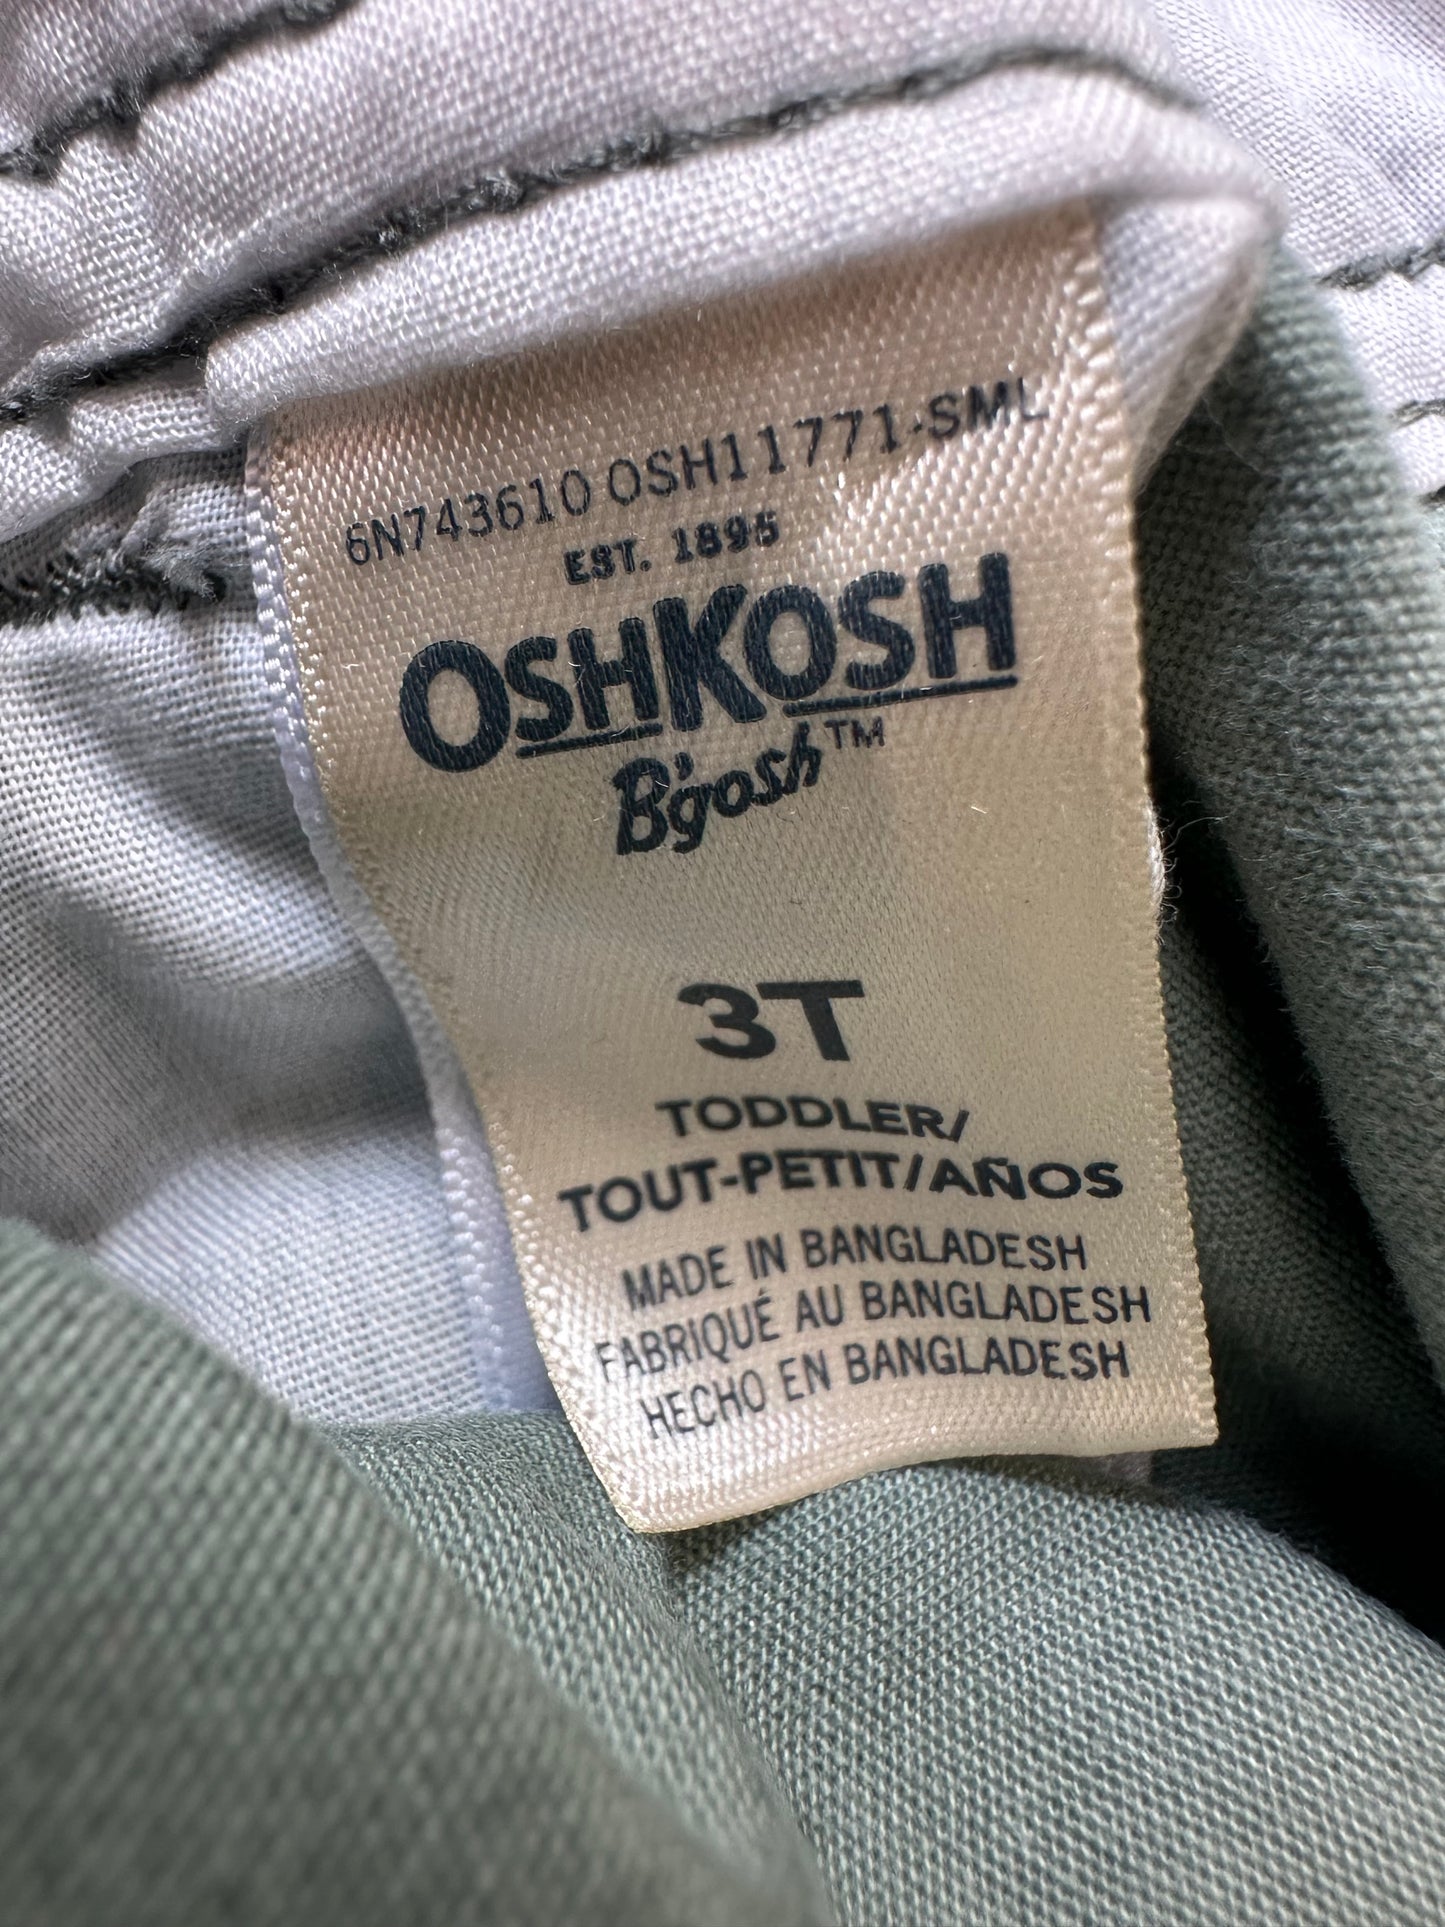 6N743610 OSH11771-SML
EST. 1895
OSHKOSH
B'gosh™
3T
TODDLER/
TOUT-PETIT/AÑOS
MADE IN BANGLADESH
FABRIQUÉ AU BANGLADESH
HECHO EN BANGLADESH